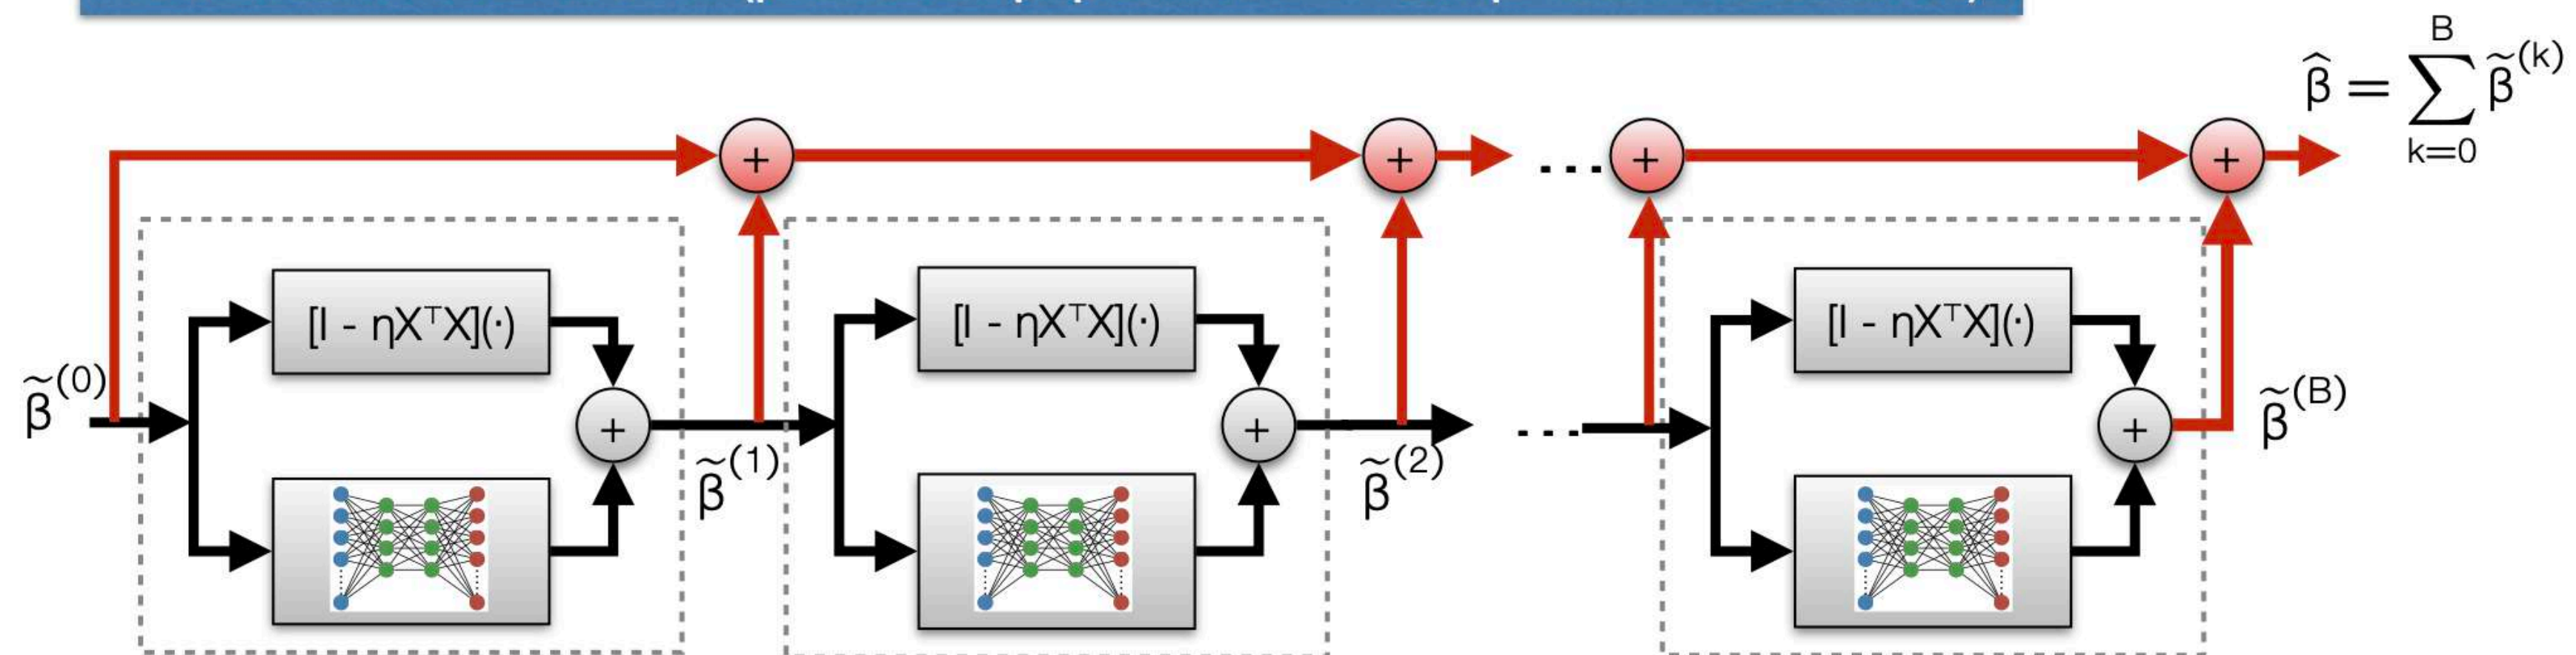 β̂ = ∑_{k=0}^{B} β̃^(k)
+ + ... + +
[I - ηXᵀX](·) [I - ηXᵀX](·) [I - ηXᵀX](·)
β̃^(0) + β̃^(1) + β̃^(2) ... + β̃^(B)